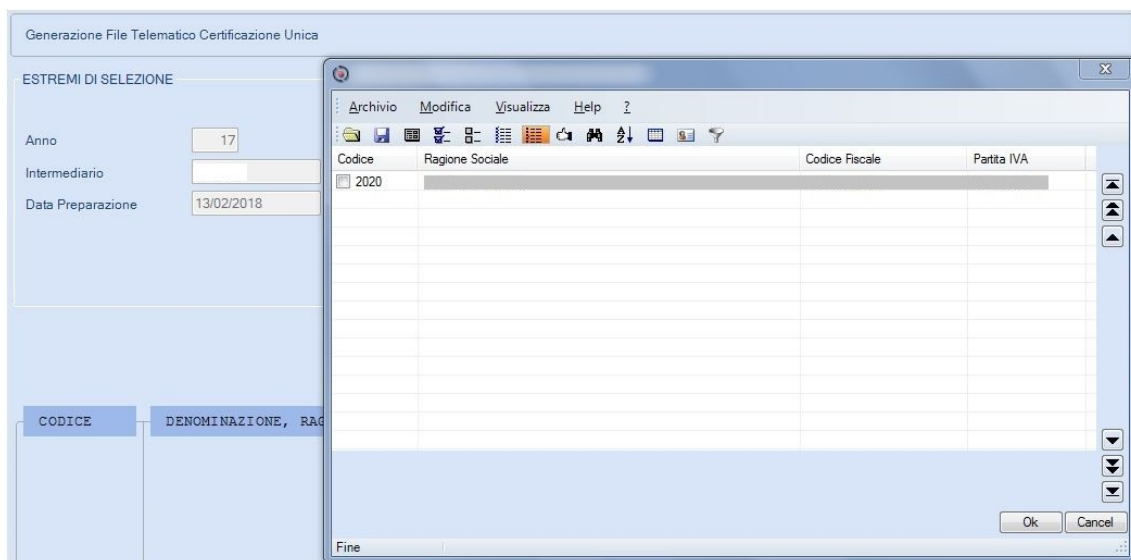 Generazione File Telematico Certificazione Unica
ESTREMI DI SELEZIONE
Anno 17
Intermediario
Data Preparazione 13/02/2018
CODICE DENOMINAZIONE, RAG
Archivio Modifica Visualizza Help ?
Codice Ragione Sociale Codice Fiscale Partita IVA
2020
Ok Cancel
Fine